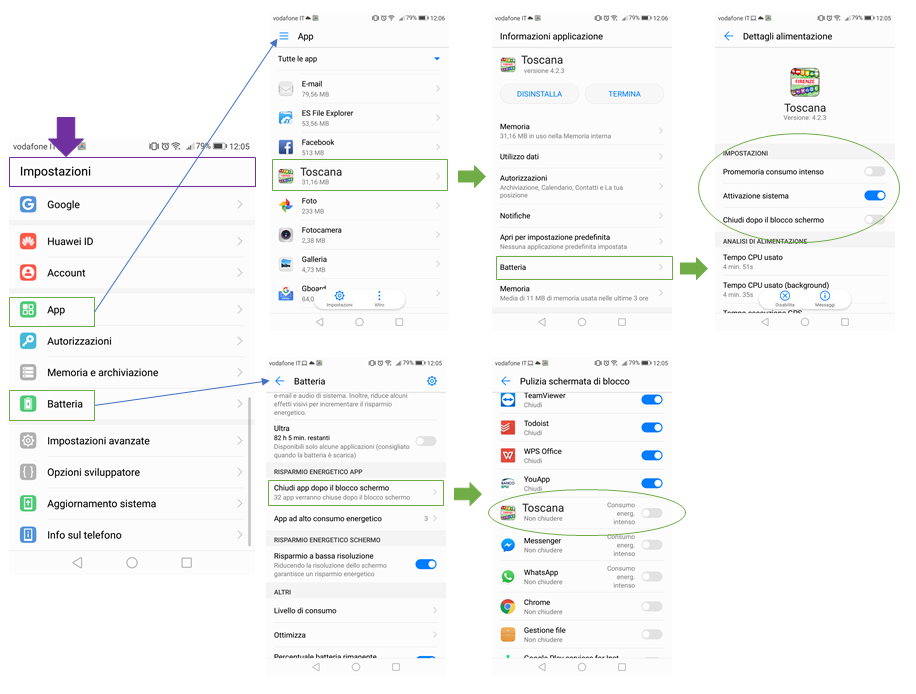 vodafone IT 79% 12:05
Impostazioni
Google
Huawei ID
Account
App
Autorizzazioni
Memoria e archiviazione
Batteria
Impostazioni avanzate
Opzioni sviluppatore
Aggiornamento sistema
Info sul telefono
vodafone IT 79% 12:06
App
Tutte le app
E-mail
79,56 MB
ES File Explorer
53,56 MB
Facebook
513 MB
Toscana
31,16 MB
Foto
233 MB
Fotocamera
2,38 MB
Galleria
4,73 MB
Gboard
84,0
Impostazioni Altro
vodafone IT 79% 12:06
Informazioni applicazione
Toscana
versione 4.2.3
DISINSTALLA TERMINA
Memoria
31,16 MB in uso nella Memoria interna
Utilizzo dati
Autorizzazioni
Archiviazione, Calendario, Contatti e La tua
posizione
Notifiche
Apri per impostazione predefinita
Nessuna applicazione predefinita impostata
Batteria
Memoria
Media di 11 MB di memoria usata nelle ultime 3 ore
vodafone IT 79% 12:05
Dettagli alimentazione
FIRENZE
Toscana
Versione: 4.2.3
IMPOSTAZIONI
Promemoria consumo intenso
Attivazione sistema
Chiudi dopo il blocco schermo
ANALISI DI ALIMENTAZIONE
Tempo CPU usato
4 min. 51s
Tempo CPU usato (background)
4 min. 35s
Disabilita Messaggi
Tempo esecuzione GPS
vodafone IT 79% 12:05
Batteria
e-mail e audio di sistema. Inoltre, riduce alcuni
effetti visivi per incrementare il risparmio
energetico.
Ultra
82 h 5 min. restanti
Disponibili solo alcune applicazioni (consigliato
quando la batteria è scarica)
RISPARMIO ENERGETICO APP
Chiudi app dopo il blocco schermo
32 app verranno chiuse dopo il blocco schermo
App ad alto consumo energetico 3
RISPARMIO ENERGETICO SCHERMO
Risparmio a bassa risoluzione
Riducendo la risoluzione dello schermo
garantisce un risparmio energetico
ALTRI
Livello di consumo
Ottimizza
Percentuale batteria rimanente
vodafone IT 79% 12:05
Pulizia schermata di blocco
TeamViewer
Chiudi
Todoist
Chiudi
WPS Office
Chiudi
YouApp
Chiudi
Toscana
Non chiudere
Consumo
energ.
intenso
Messenger
Non chiudere
Consumo
energ.
intenso
WhatsApp
Non chiudere
Consumo
energ.
intenso
Chrome
Non chiudere
Gestione file
Non chiudere
Google Play services for Inst